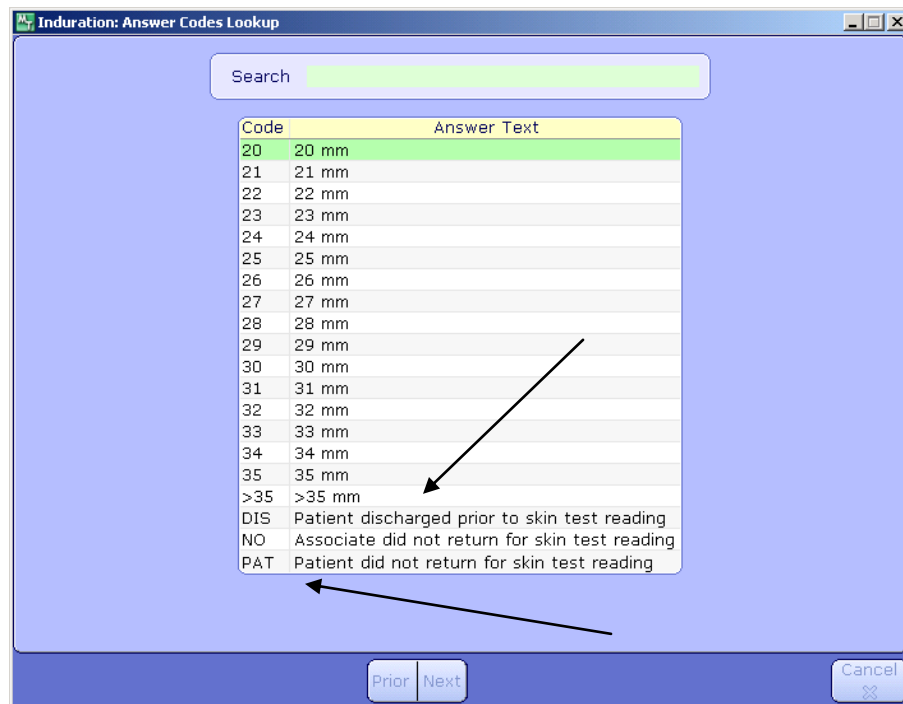 MT Induration: Answer Codes Lookup
Search
Code Answer Text
20 20 mm
21 21 mm
22 22 mm
23 23 mm
24 24 mm
25 25 mm
26 26 mm
27 27 mm
28 28 mm
29 29 mm
30 30 mm
31 31 mm
32 32 mm
33 33 mm
34 34 mm
35 35 mm
>35 >35 mm
DIS Patient discharged prior to skin test reading
NO Associate did not return for skin test reading
PAT Patient did not return for skin test reading
Prior Next Cancel